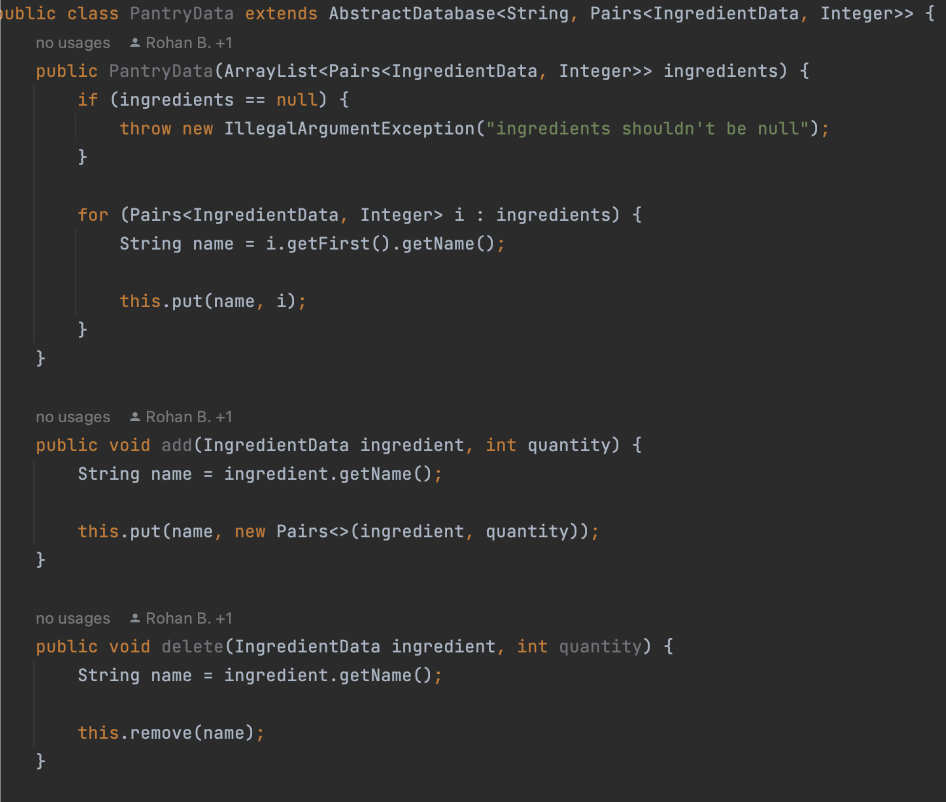 public class PantryData extends AbstractDatabase<String, Pairs<IngredientData, Integer>> {
no usages Rohan B. +1
public PantryData(ArrayList<Pairs<IngredientData, Integer>> ingredients) {
if (ingredients == null) {
throw new IllegalArgumentException("ingredients shouldn't be null");
}
for (Pairs<IngredientData, Integer> i : ingredients) {
String name = i.getFirst().getName();
this.put(name, i);
}
}
no usages Rohan B. +1
public void add(IngredientData ingredient, int quantity) {
String name = ingredient.getName();
this.put(name, new Pairs<>(ingredient, quantity));
}
no usages Rohan B. +1
public void delete(IngredientData ingredient, int quantity) {
String name = ingredient.getName();
this.remove(name);
}